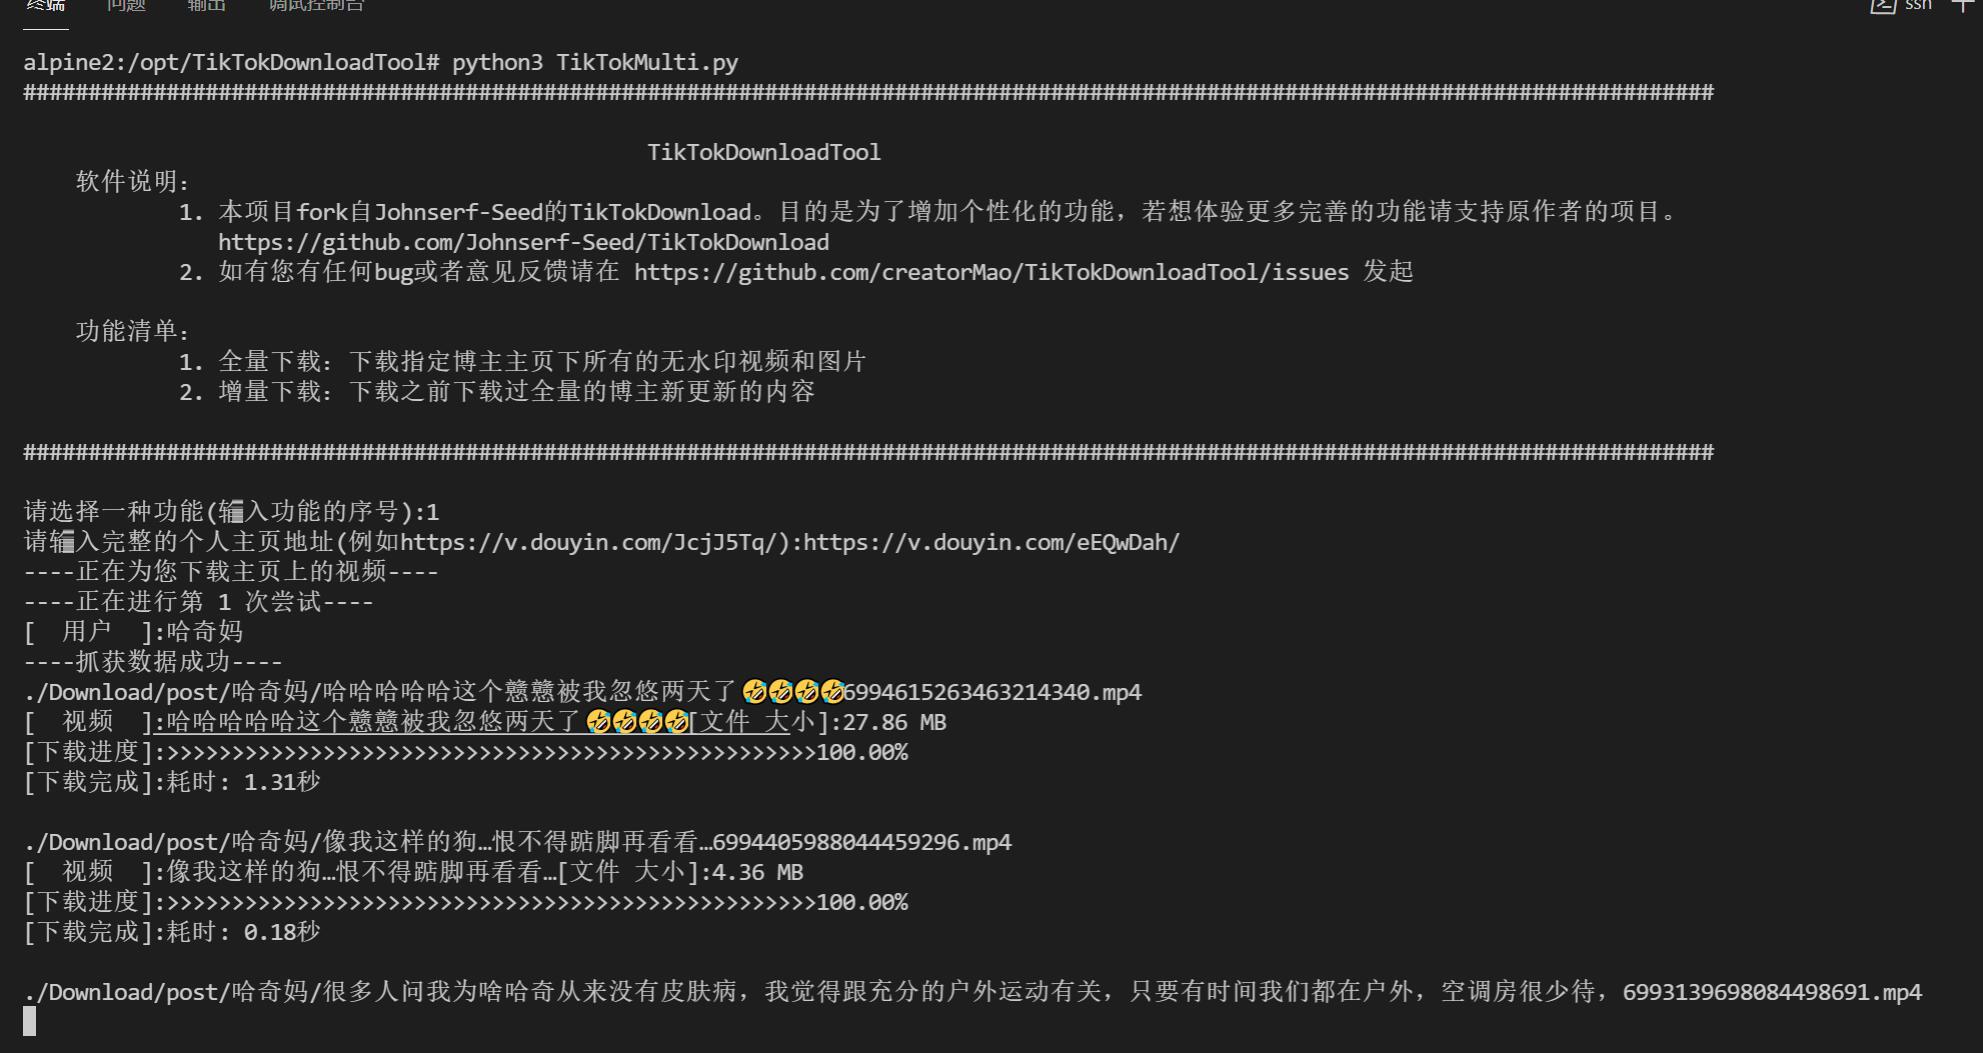 终端 问题 输出 调试控制台 ssh
alpine2:/opt/TikTokDownloadTool# python3 TikTokMulti.py
##################################################################################################################################
TikTokDownloadTool
软件说明：
1. 本项目fork自Johnserf-Seed的TikTokDownload。目的是为了增加个性化的功能，若想体验更多完善的功能请支持原作者的项目。
https://github.com/Johnserf-Seed/TikTokDownload
2. 如有您有任何bug或者意见反馈请在 https://github.com/creatorMao/TikTokDownloadTool/issues 发起
功能清单：
1. 全量下载：下载指定博主主页下所有的无水印视频和图片
2. 增量下载：下载之前下载过全量的博主新更新的内容
##################################################################################################################################
请选择一种功能(输入功能的序号):1
请输入完整的个人主页地址(例如https://v.douyin.com/JcjJ5Tq/):https://v.douyin.com/eEQwDah/
----正在为您下载主页上的视频----
----正在进行第 1 次尝试----
[  用户  ]:哈奇妈
----抓获数据成功----
./Download/post/哈奇妈/哈哈哈哈哈这个戆戆被我忽悠两天了🤣🤣🤣🤣6994615263463214340.mp4
[  视频  ]:哈哈哈哈哈这个戆戆被我忽悠两天了🤣🤣🤣🤣[文件 大小]:27.86 MB
[下载进度]:>>>>>>>>>>>>>>>>>>>>>>>>>>>>>>>>>>>>>>>>>>>>>>>>>>100.00%
[下载完成]:耗时: 1.31秒
./Download/post/哈奇妈/像我这样的狗…恨不得踮脚再看看…6994405988044459296.mp4
[  视频  ]:像我这样的狗…恨不得踮脚再看看…[文件 大小]:4.36 MB
[下载进度]:>>>>>>>>>>>>>>>>>>>>>>>>>>>>>>>>>>>>>>>>>>>>>>>>>>100.00%
[下载完成]:耗时: 0.18秒
./Download/post/哈奇妈/很多人问我为啥哈奇从来没有皮肤病，我觉得跟充分的户外运动有关，只要有时间我们都在户外，空调房很少待，6993139698084498691.mp4